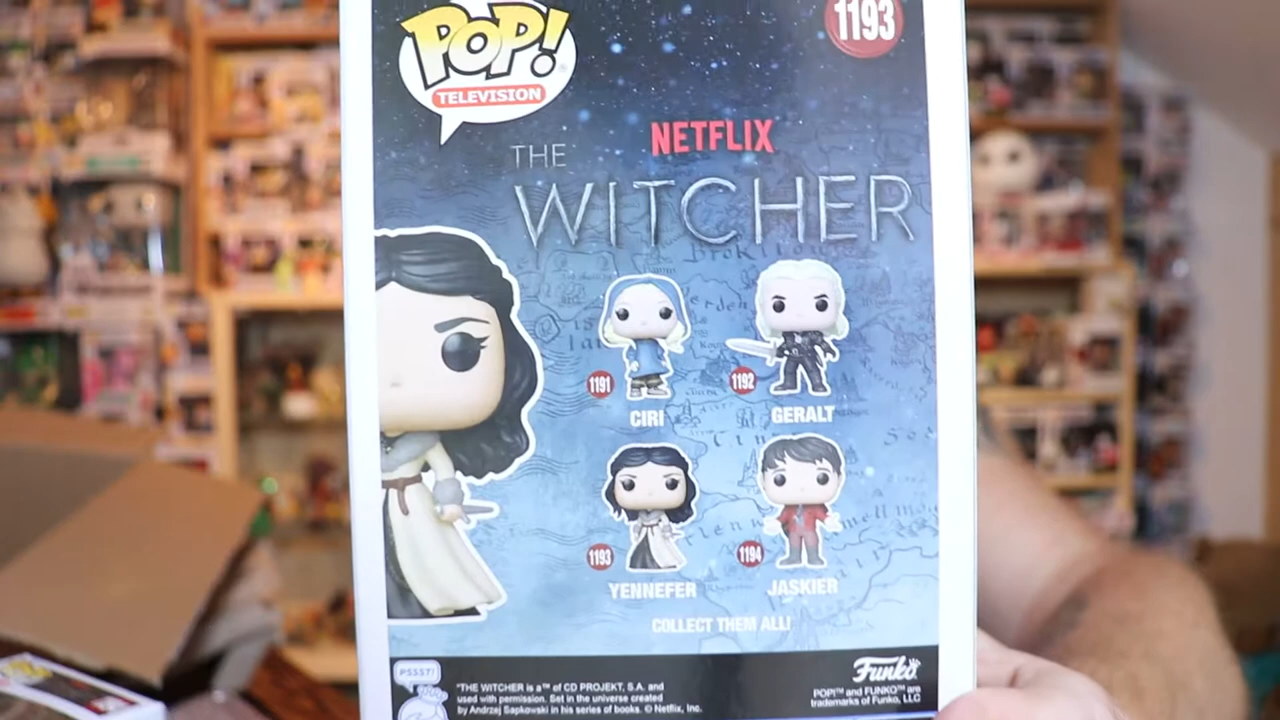 POP!
TELEVISION
1193
NETFLIX
THE
WITCHER
1191
CIRI
1192
GERALT
1193
YENNEFER
1194
JASKIER
COLLECT THEM ALL!
PSSST!
"THE WITCHER is a™ of CD PROJEKT, S.A. and
used with permission. Set in the universe created
by Andrzej Sapkowski in his series of books. © Netflix, Inc.
Funko
POP!™ and FUNKO™ are
trademarks of Funko, LLC